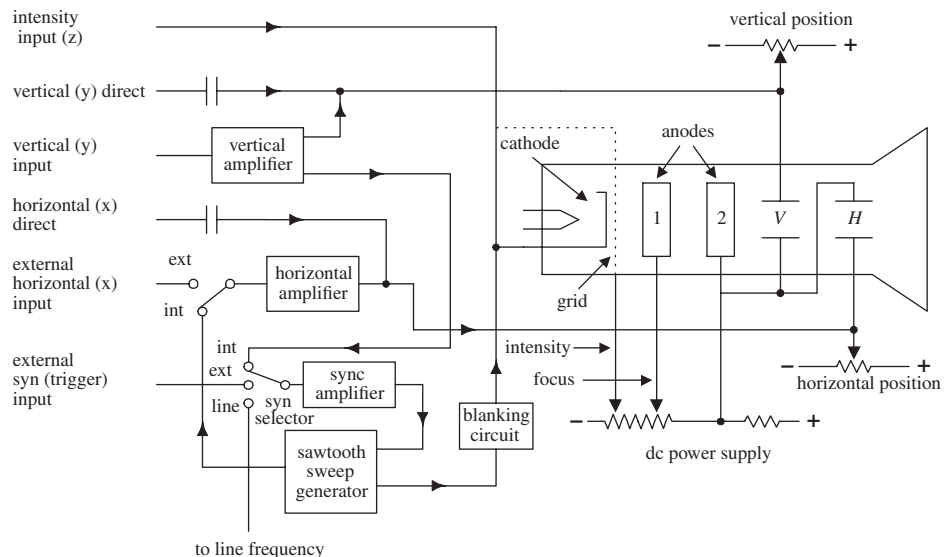 intensity
input (z)
vertical (y) direct
vertical (y)
input
vertical
amplifier
horizontal (x)
direct
external
horizontal (x)
input
ext
int
horizontal
amplifier
external
syn (trigger)
input
int
ext
line
syn
selector
sync
amplifier
sawtooth
sweep
generator
to line frequency
blanking
circuit
vertical position
− +
cathode
anodes
1
2
V
H
grid
intensity
focus
− +
horizontal position
− +
dc power supply